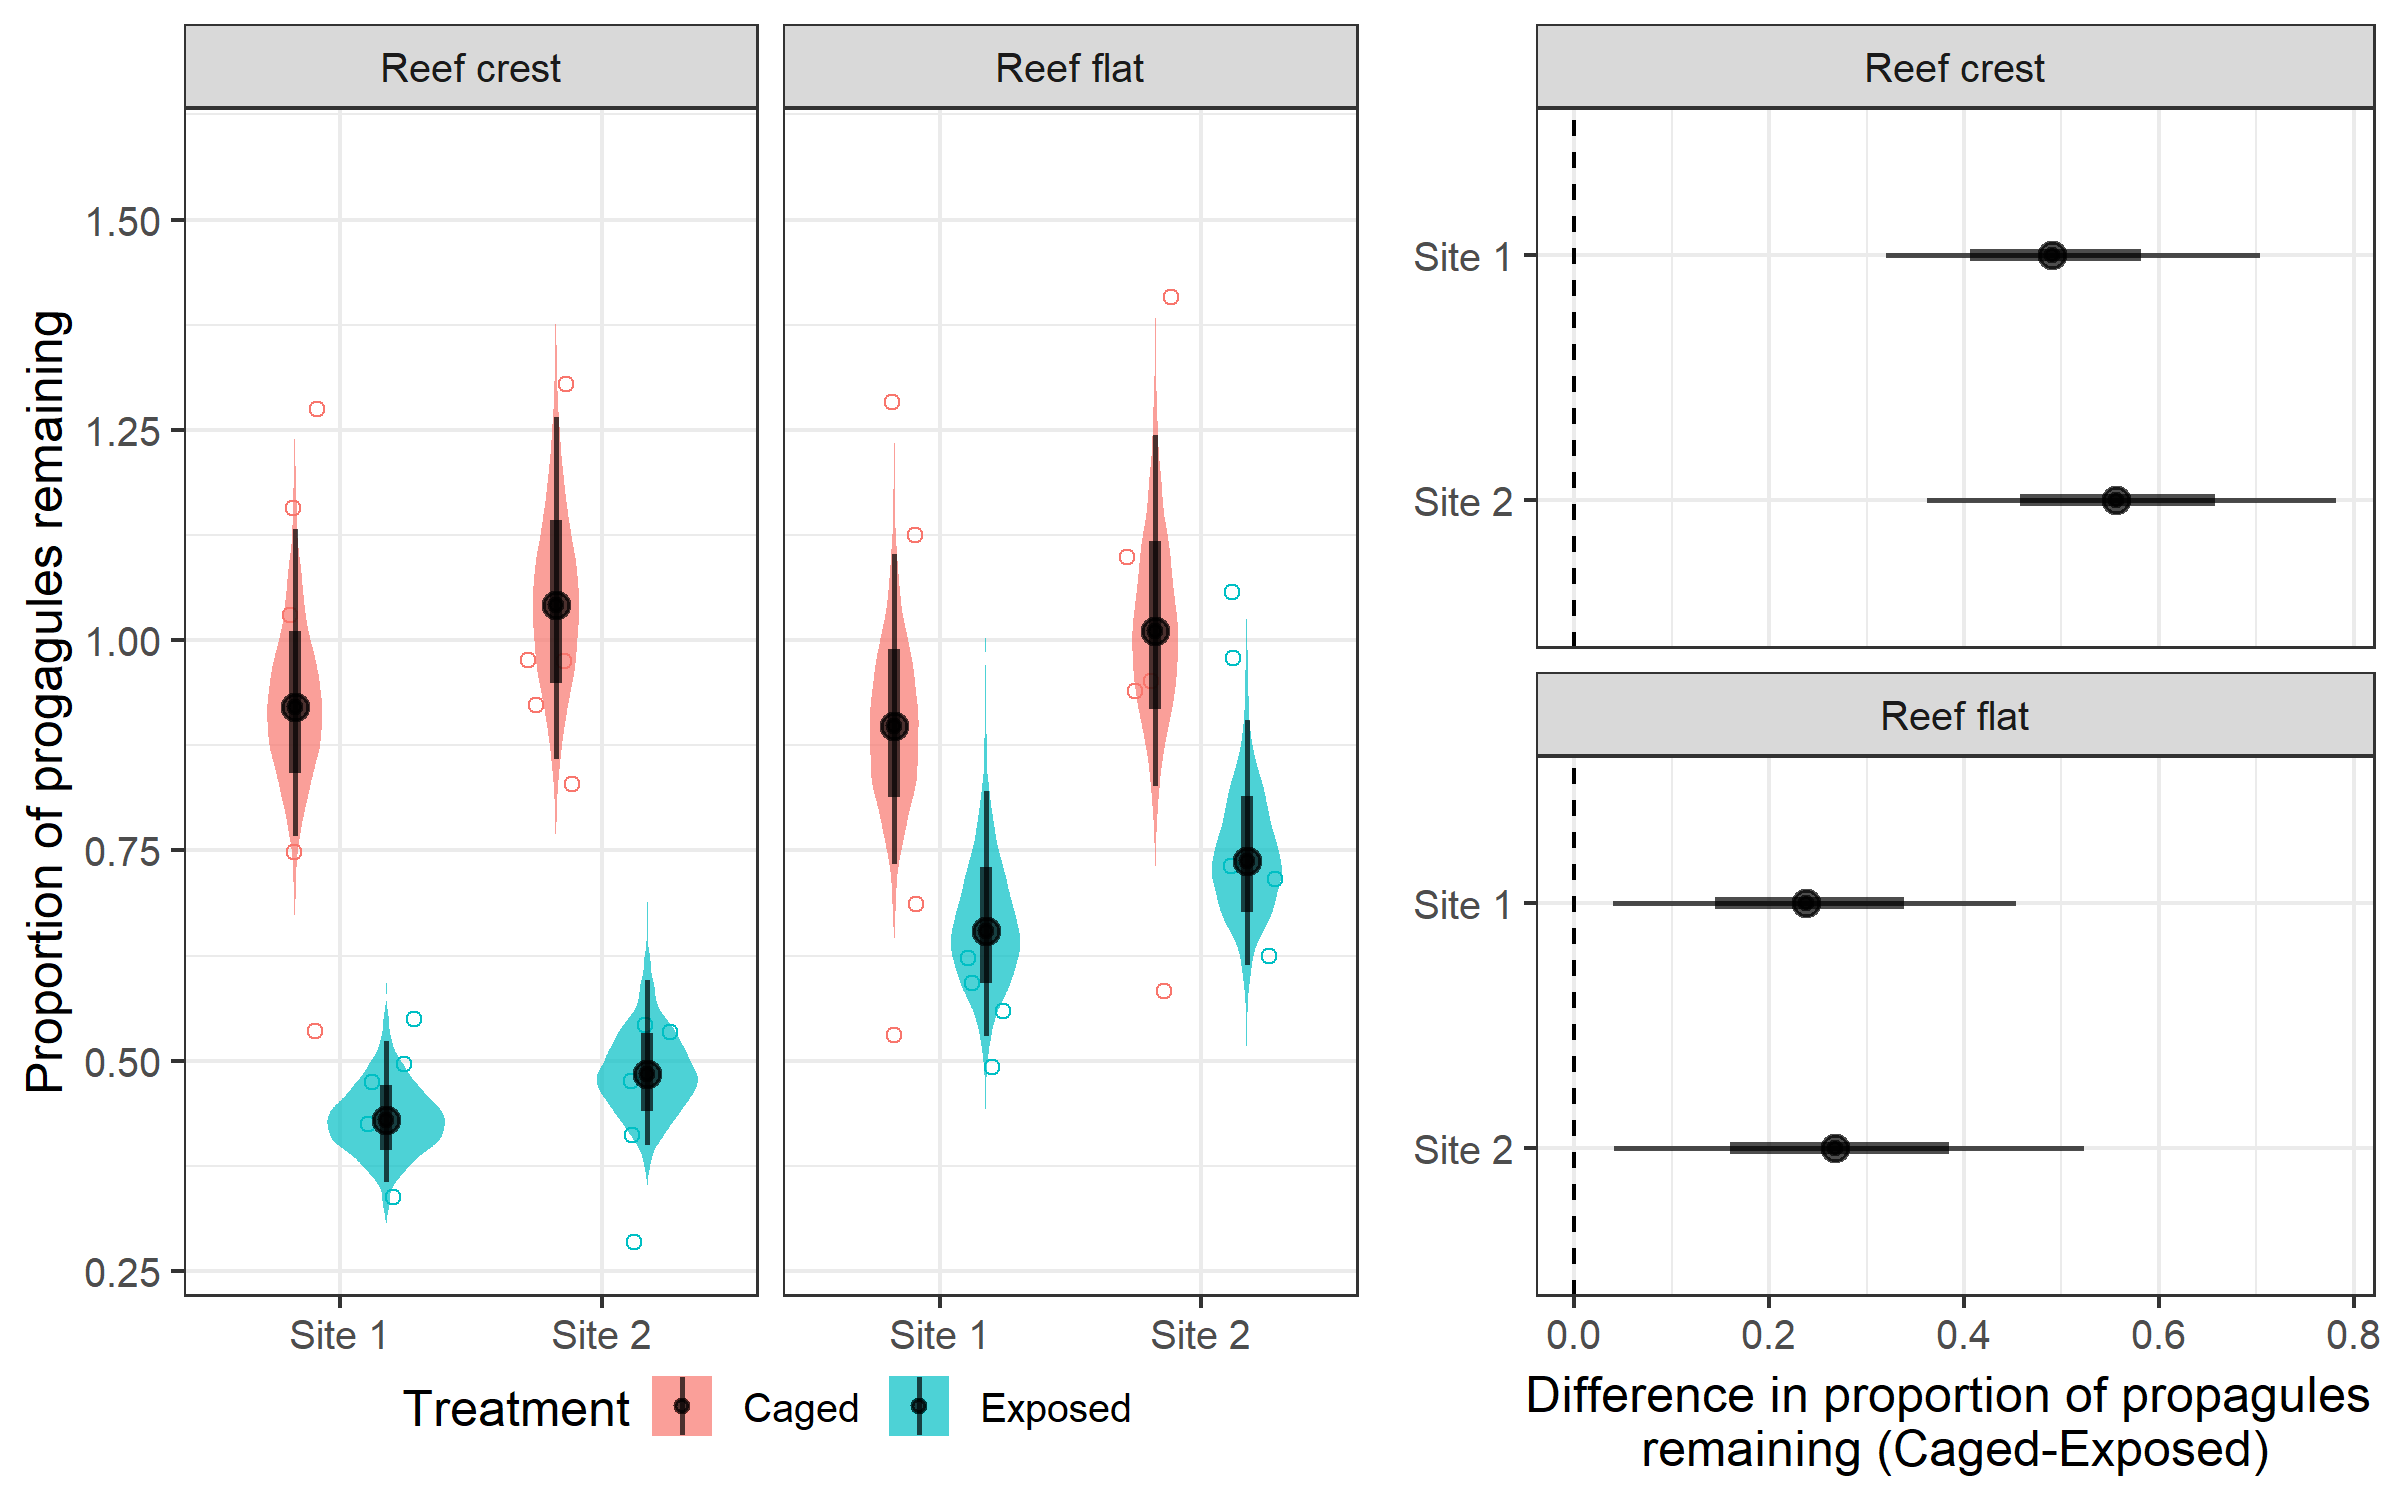 Reef crest
Reef flat
Proportion of progagules remaining
1.50
1.25
1.00
0.75
0.50
0.25
Site 1
Site 2
Site 1
Site 2
Treatment
Caged
Exposed
Reef crest
Site 1
Site 2
Reef flat
Site 1
Site 2
0.0
0.2
0.4
0.6
0.8
Difference in proportion of propagules
remaining (Caged-Exposed)